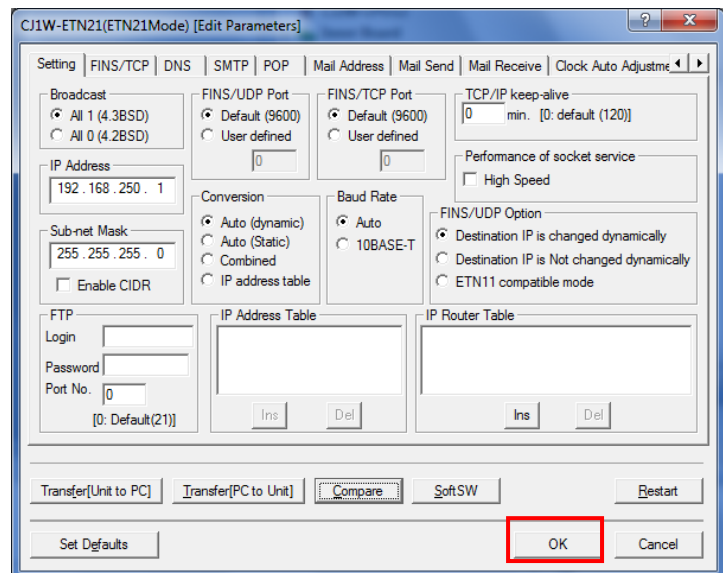 CJ1W-ETN21(ETN21Mode) [Edit Parameters]
Setting FINS/TCP DNS SMTP POP Mail Address Mail Send Mail Receive Clock Auto Adjustme
Broadcast
All 1 (4.3BSD)
All 0 (4.2BSD)
FINS/UDP Port
Default (9600)
User defined
0
FINS/TCP Port
Default (9600)
User defined
0
TCP/IP keep-alive
0 min. [0: default (120)]
Performance of socket service
High Speed
IP Address
192 . 168 . 250 . 1
Sub-net Mask
255 . 255 . 255 . 0
Enable CIDR
Conversion
Auto (dynamic)
Auto (Static)
Combined
IP address table
Baud Rate
Auto
10BASE-T
FINS/UDP Option
Destination IP is changed dynamically
Destination IP is Not changed dynamically
ETN11 compatible mode
FTP
Login
Password
Port No. 0
[0: Default(21)]
IP Address Table
Ins Del
IP Router Table
Ins Del
Transfer[Unit to PC] Transfer[PC to Unit] Compare SoftSW Restart
Set Defaults OK Cancel